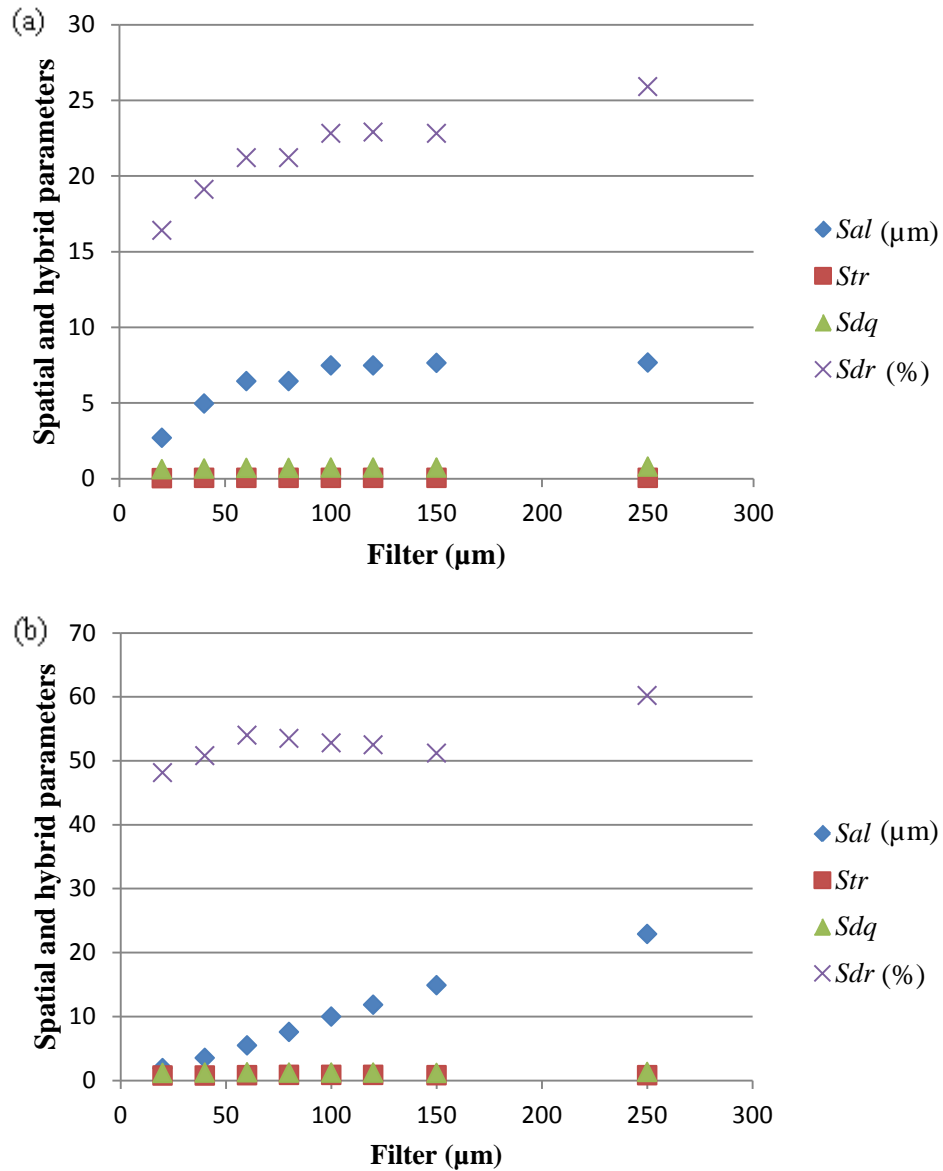 (a)
Spatial and hybrid parameters
30
25
20
15
10
5
0
0 50 100 150 200 250 300
Filter (µm)
Sal (µm)
Str
Sdq
Sdr (%)
(b)
Spatial and hybrid parameters
70
60
50
40
30
20
10
0
0 50 100 150 200 250 300
Filter (µm)
Sal (µm)
Str
Sdq
Sdr (%)